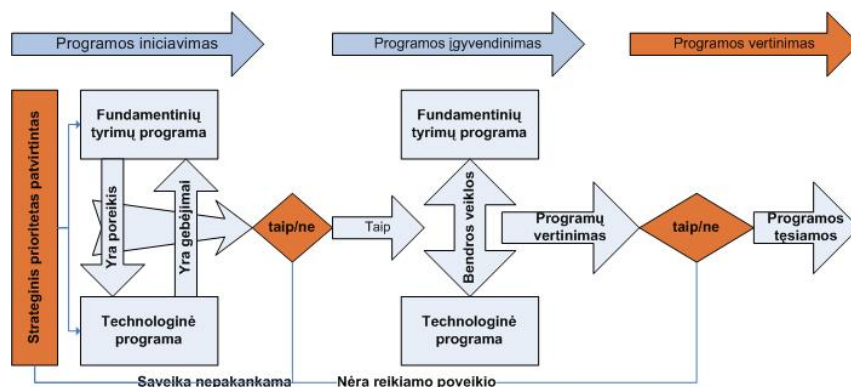 Programos iniciavimas
Programos įgyvendinimas
Programos vertinimas
Strateginis prioritetas patvirtintas
Fundamentinių
tyrimų programa
Yra poreikis
Yra gebėjimai
Technologinė
programa
taip/ne
Taip
Fundamentinių
tyrimų programa
Bendros veiklos
Technologinė
programa
Programų
vertinimas
taip/ne
Programos
tęsiamos
Saveika nepakankama
Nėra reikiamo poveikio